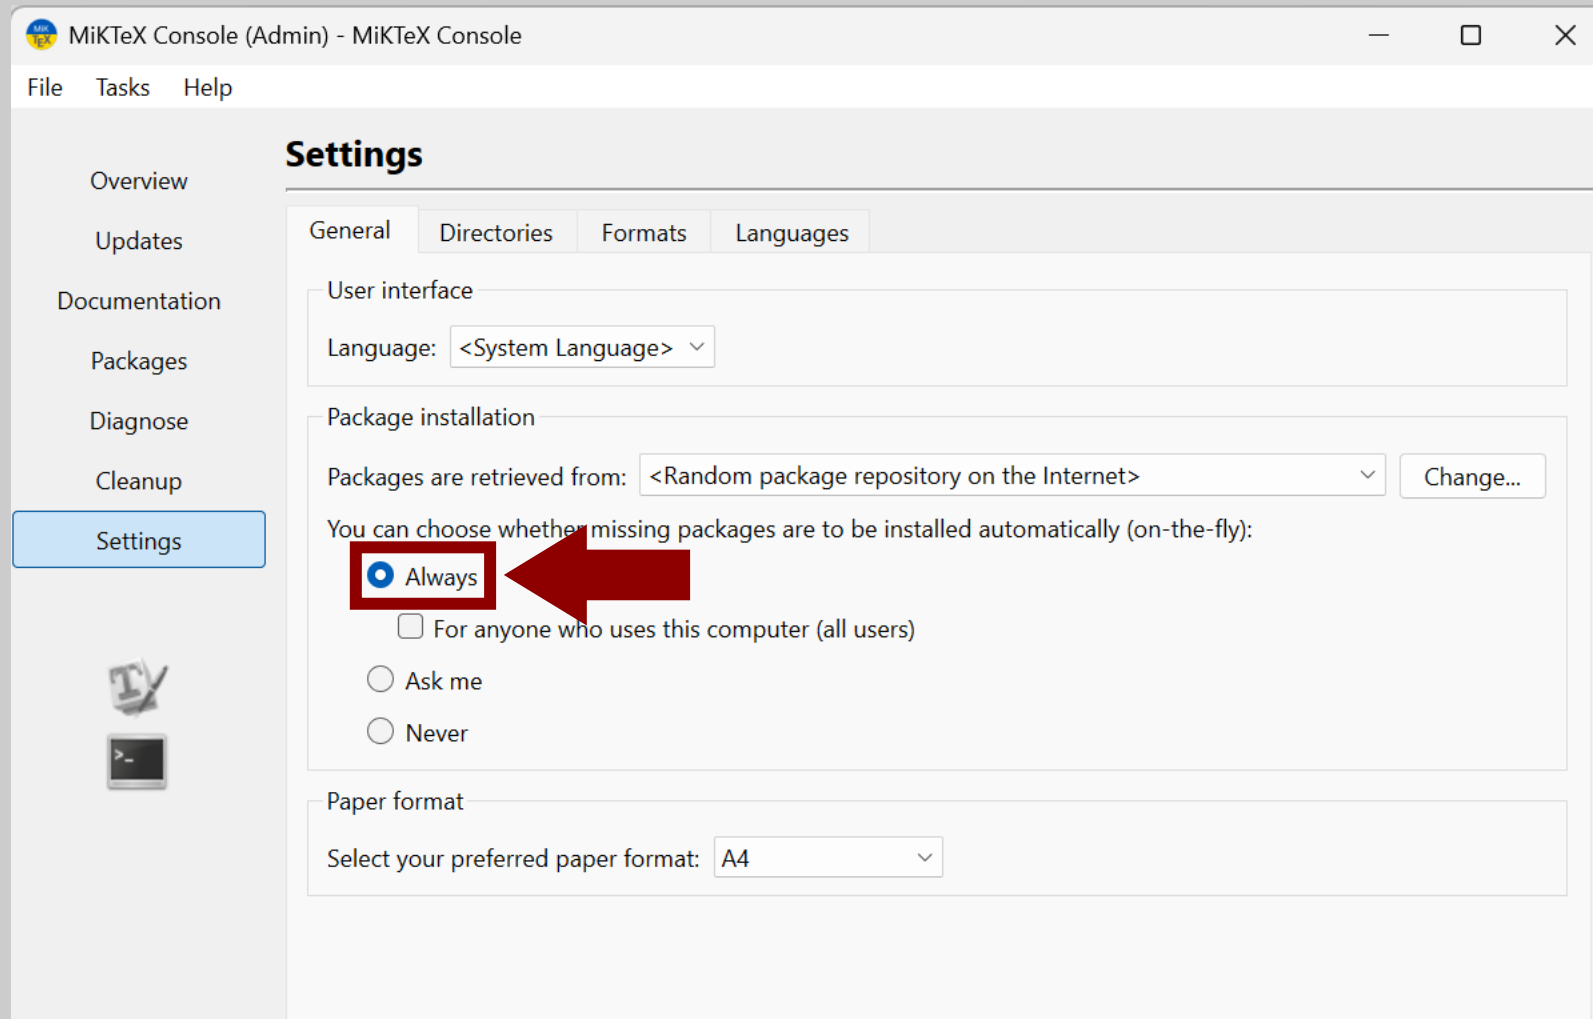 MiKTeX Console (Admin) - MiKTeX Console
File Tasks Help
Settings
Overview
Updates
Documentation
Packages
Diagnose
Cleanup
Settings
General Directories Formats Languages
User interface
Language: <System Language>
Package installation
Packages are retrieved from: <Random package repository on the Internet> Change...
You can choose whether missing packages are to be installed automatically (on-the-fly):
Always
For anyone who uses this computer (all users)
Ask me
Never
Paper format
Select your preferred paper format: A4